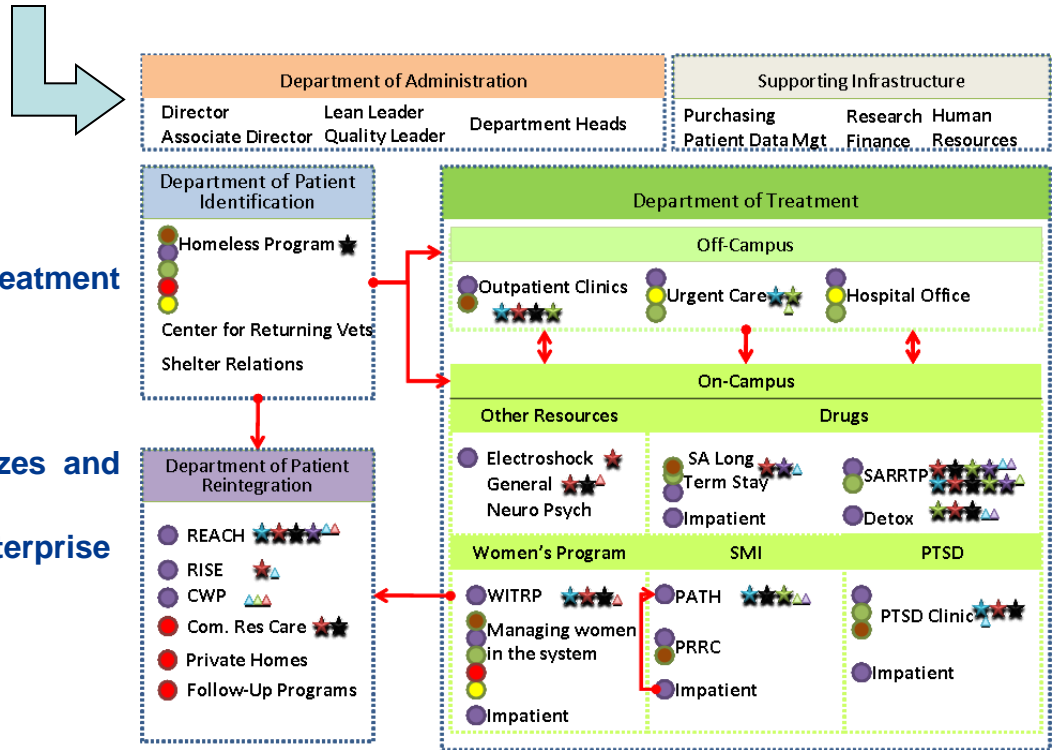 Department of Administration
Director
Associate Director
Lean Leader
Quality Leader
Department Heads
Supporting Infrastructure
Purchasing
Patient Data Mgt
Research
Finance
Human
Resources
Department of Patient
Identification
Homeless Program
Center for Returning Vets
Shelter Relations
eatment
zes and
terprise
Department of Patient
Reintegration
REACH
RISE
CWP
Com. Res Care
Private Homes
Follow-Up Programs
Department of Treatment
Off-Campus
Outpatient Clinics
Urgent Care
Hospital Office
On-Campus
Other Resources
Electroshock
General
Neuro Psych
Drugs
SA Long
Term Stay
Impatient
SARRTP
Detox
Women's Program
WITRP
Managing women
in the system
Impatient
SMI
PATH
PRRC
Impatient
PTSD
PTSD Clinic
Impatient